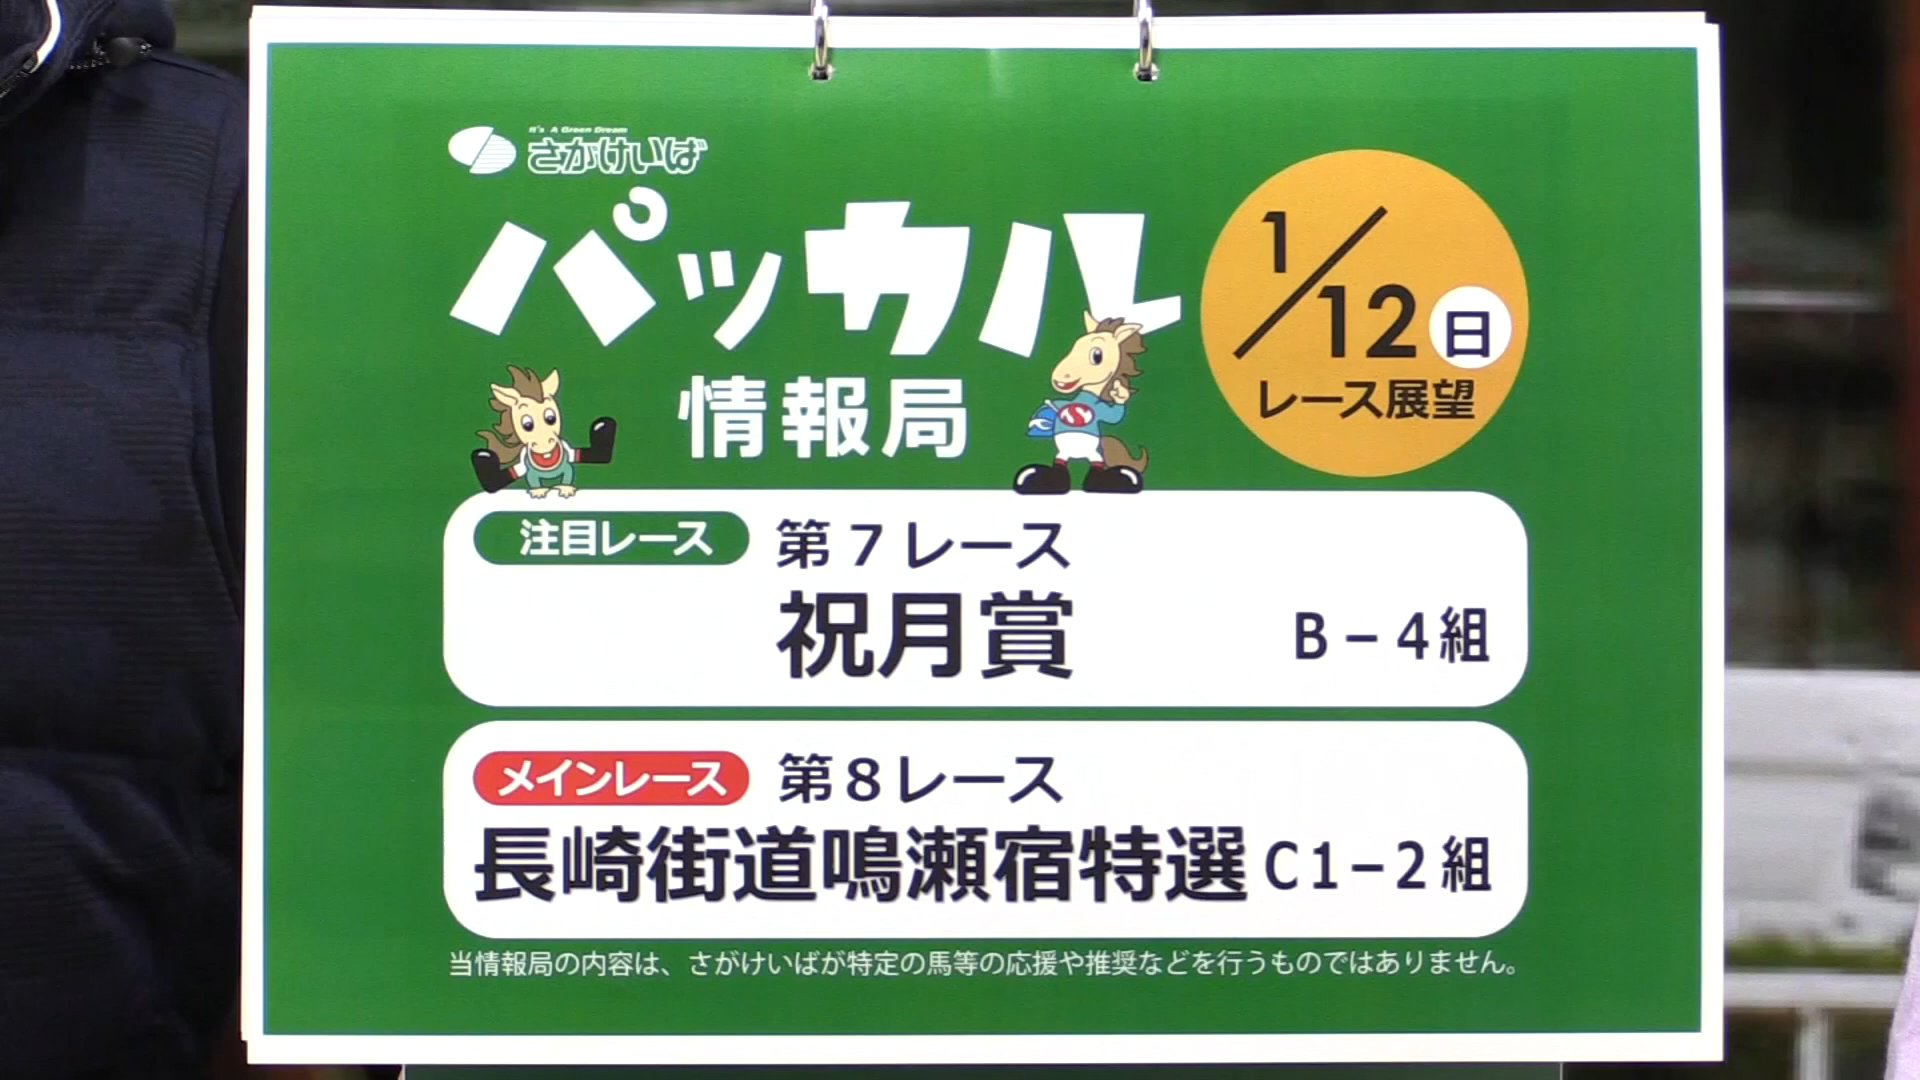 It's A Green Dream
さがけいば
パッカル
情報局
1/12日
レース展望
注目レース 第7レース
祝月賞 B－4組
メインレース 第8レース
長崎街道鳴瀬宿特選 C1－2組
当情報局の内容は、さがけいばが特定の馬等の応援や推奨などを行うものではありません。